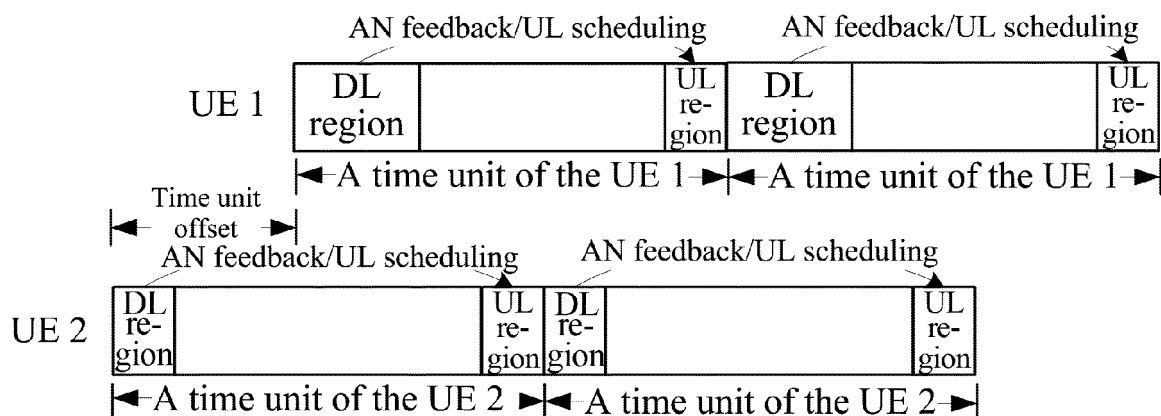 AN feedback/UL scheduling
AN feedback/UL scheduling
UE 1
DL
region
UL
re-
gion
DL
region
UL
re-
gion
A time unit of the UE 1
A time unit of the UE 1
Time unit
offset
AN feedback/UL scheduling
AN feedback/UL scheduling
UE 2
DL
re-
gion
UL
re-
gion
DL
re-
gion
UL
re-
gion
A time unit of the UE 2
A time unit of the UE 2